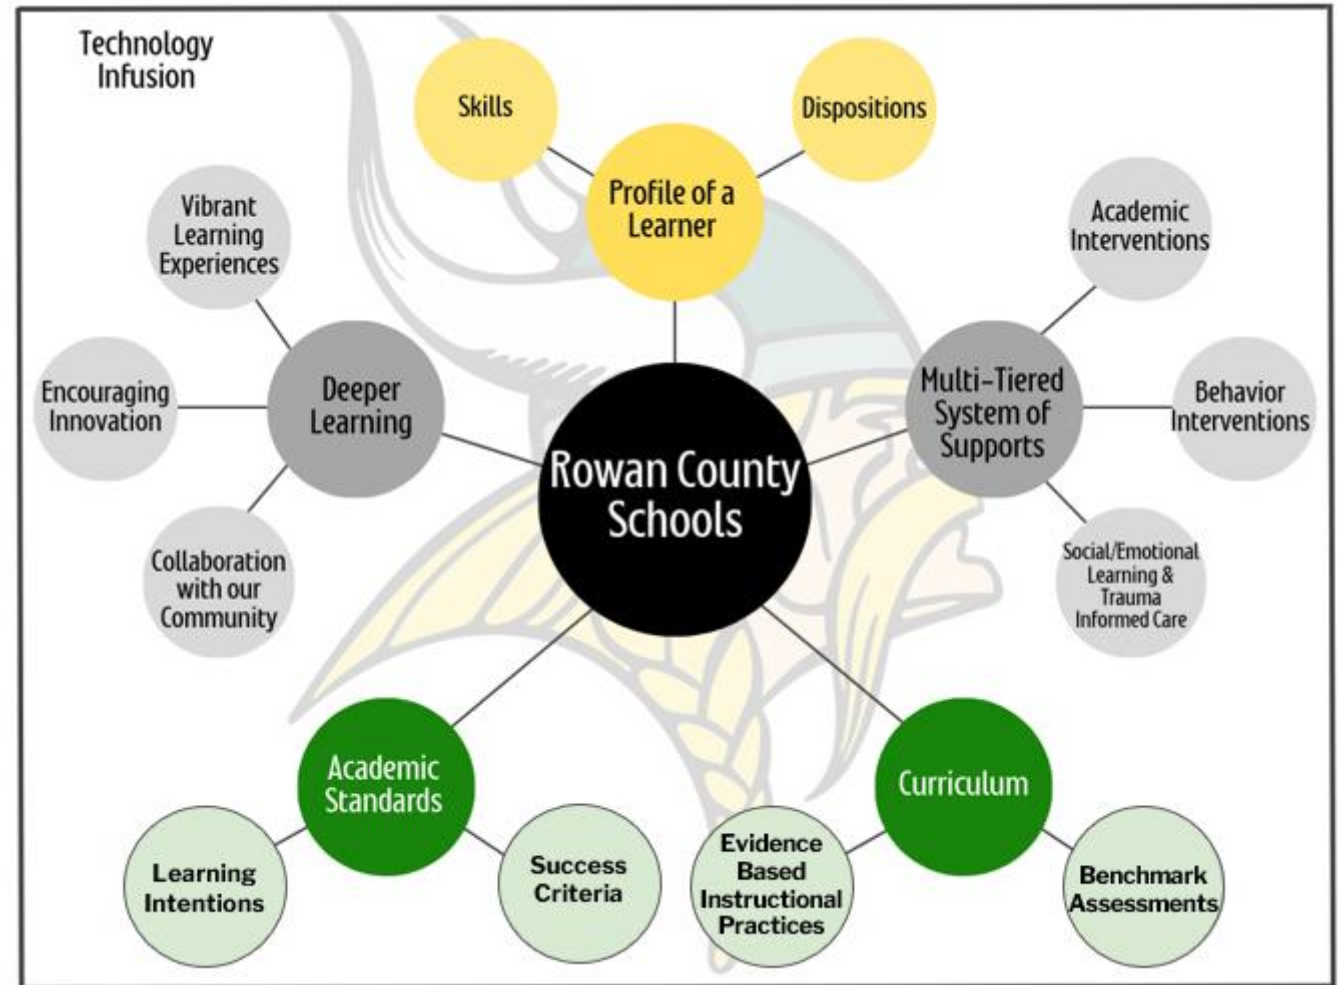 Technology
Infusion
Skills
Dispositions
Profile of a
Learner
Vibrant
Learning
Experiences
Academic
Interventions
Encouraging
Innovation
Deeper
Learning
Multi-Tiered
System of
Supports
Behavior
Interventions
Rowan County
Schools
Collaboration
with our
Community
Social/Emotional
Learning &
Trauma
Informed Care
Academic
Standards
Curriculum
Learning
Intentions
Success
Criteria
Evidence
Based
Instructional
Practices
Benchmark
Assessments